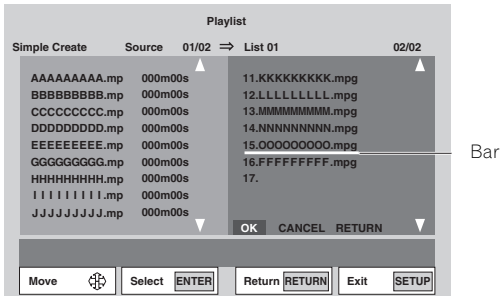 Playlist
Simple Create Source 01/02 ⇒ List 01 02/02
AAAAAAAAA.mp 000m00s
BBBBBBBBB.mp 000m00s
CCCCCCCCC.mp 000m00s
DDDDDDDDD.mp 000m00s
EEEEEEEEE.mp 000m00s
GGGGGGGGG.mp 000m00s
HHHHHHHHH.mp 000m00s
IIIIIIIII.mp 000m00s
JJJJJJJJJ.mp 000m00s
11.KKKKKKKKK.mpg
12.LLLLLLLLL.mpg
13.MMMMMMMMM.mpg
14.NNNNNNNNN.mpg
15.OOOOOOOOO.mpg
16.FFFFFFFFF.mpg
17.
OK CANCEL RETURN
Bar
Move Select ENTER Return RETURN Exit SETUP